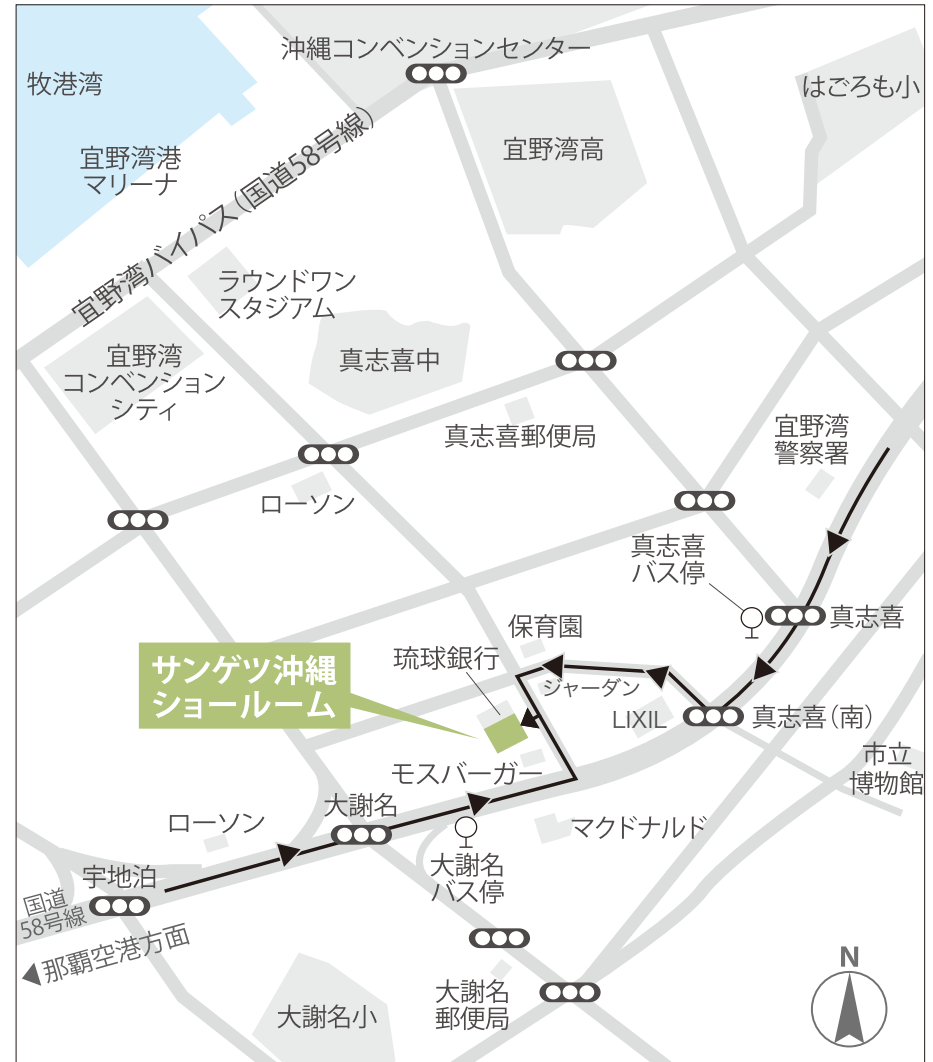 沖縄コンベンションセンター
牧港湾
はごろも小
宜野湾港
マリーナ
宜野湾高
宜野湾バイパス(国道58号線)
ラウンドワン
スタジアム
宜野湾
コンベンション
シティ
真志喜中
真志喜郵便局
宜野湾
警察署
ローソン
真志喜
バス停
真志喜
保育園
琉球銀行
サンゲツ沖縄
ショールーム
ジャーダン
LIXIL
真志喜(南)
市立
博物館
モスバーガー
大謝名
ローソン
マクドナルド
大謝名
バス停
宇地泊
国道
58号線
那覇空港方面
大謝名
郵便局
大謝名小
N